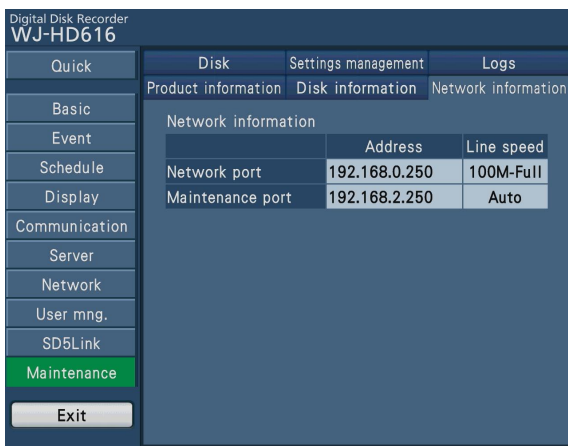 Digital Disk Recorder
WJ-HD616
Quick
Basic
Event
Schedule
Display
Communication
Server
Network
User mng.
SD5Link
Maintenance
Exit
Disk Settings management Logs
Product information Disk information Network information
Network information
Address Line speed
Network port 192.168.0.250 100M-Full
Maintenance port 192.168.2.250 Auto